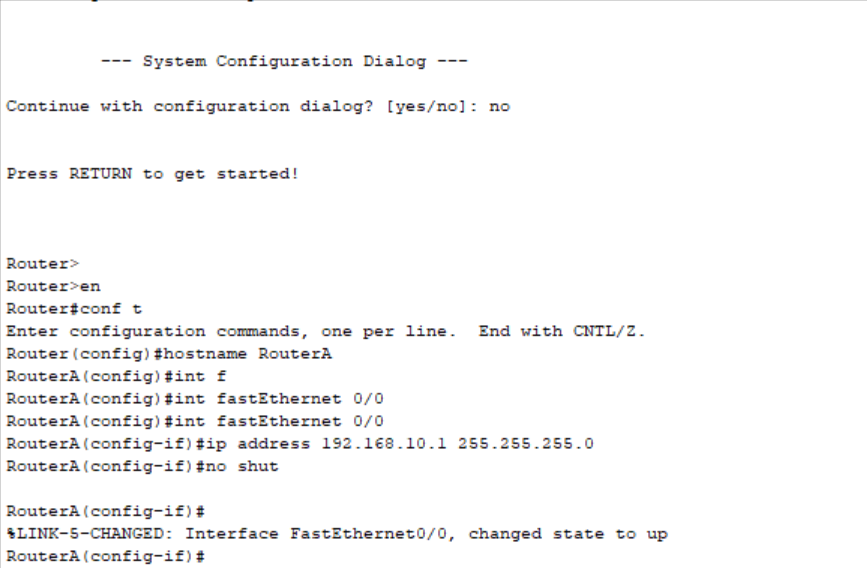 --- System Configuration Dialog ---
Continue with configuration dialog? [yes/no]: no
Press RETURN to get started!
Router>
Router>en
Router#conf t
Enter configuration commands, one per line.  End with CNTL/Z.
Router(config)#hostname RouterA
RouterA(config)#int f
RouterA(config)#int fastEthernet 0/0
RouterA(config)#int fastEthernet 0/0
RouterA(config-if)#ip address 192.168.10.1 255.255.255.0
RouterA(config-if)#no shut
RouterA(config-if)#
%LINK-5-CHANGED: Interface FastEthernet0/0, changed state to up
RouterA(config-if)#